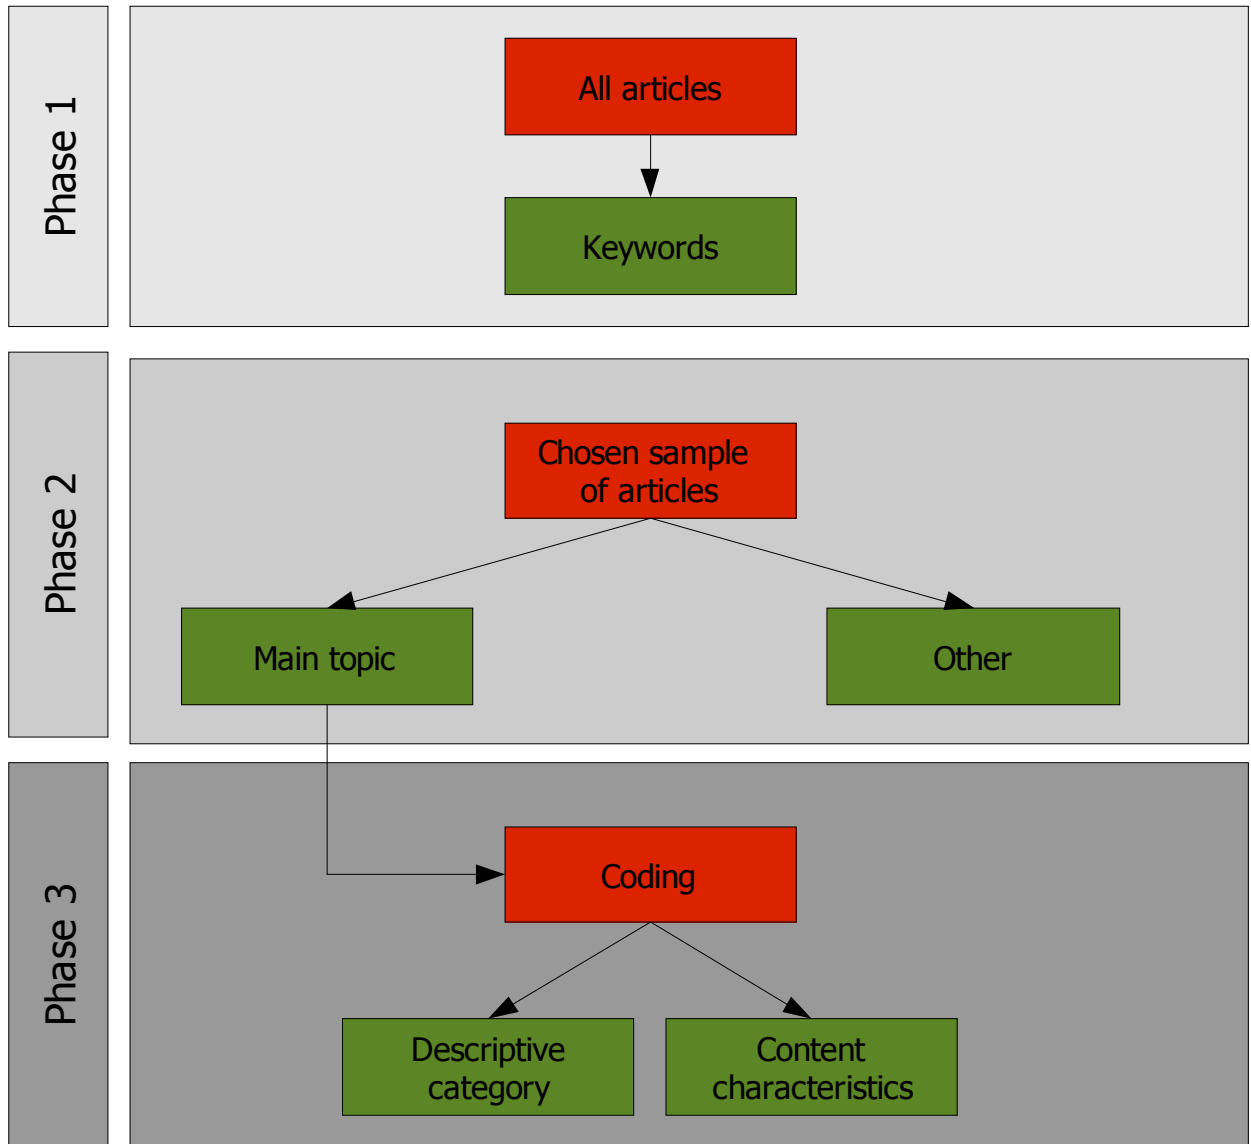 Phase 1
All articles
Keywords
Phase 2
Chosen sample
of articles
Main topic
Other
Phase 3
Coding
Descriptive
category
Content
characteristics